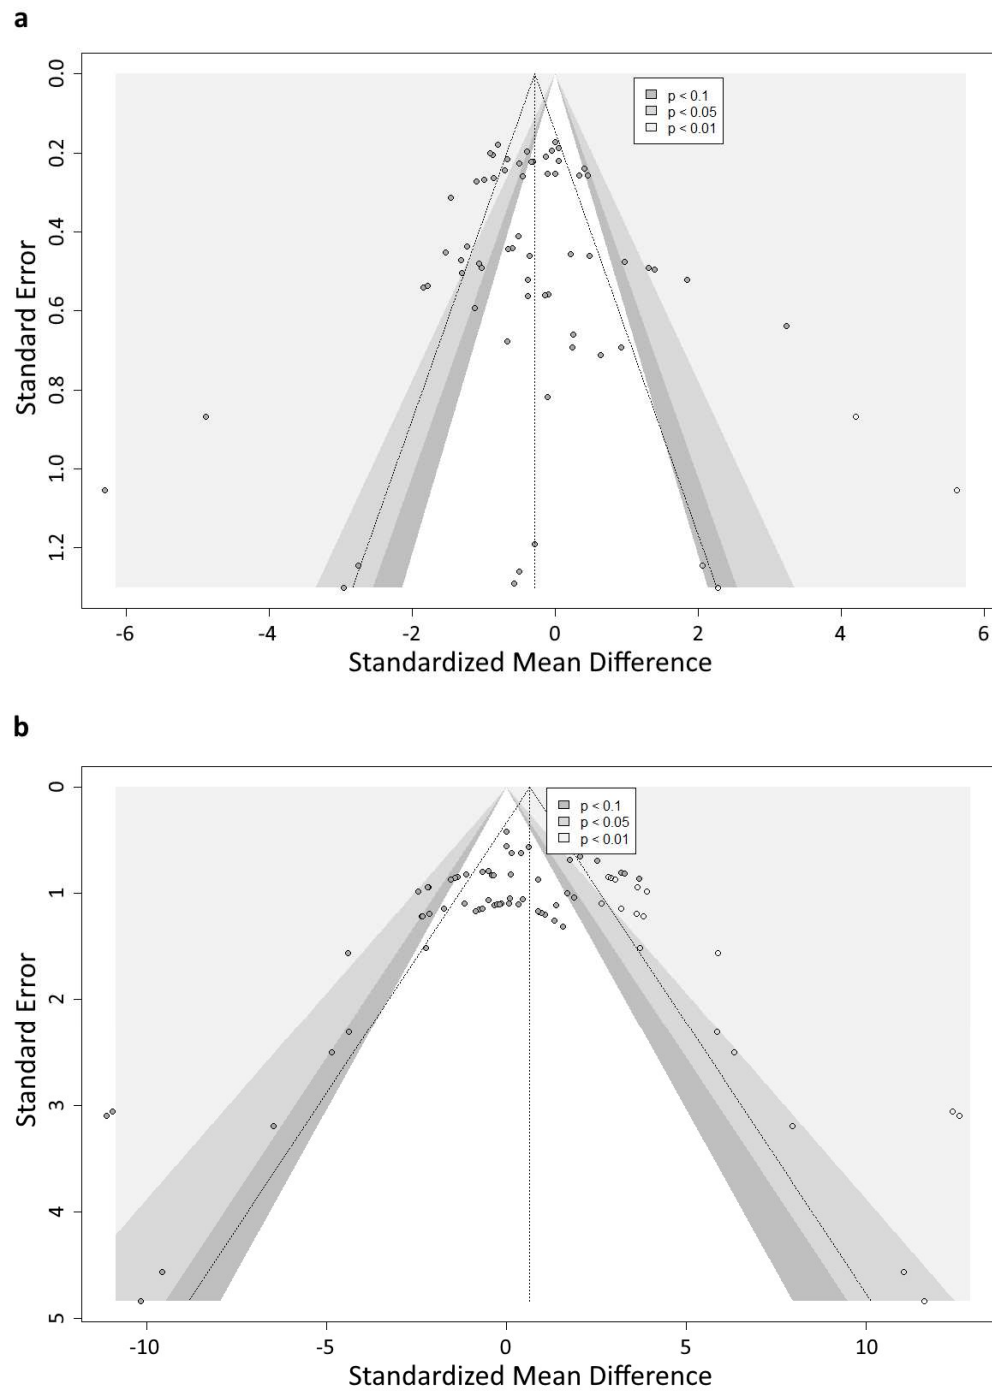 a
0.0
0.2
0.4
0.6
0.8
1.0
1.2
Standard Error
p < 0.1
p < 0.05
p < 0.01
-6 -4 -2 0 2 4 6
Standardized Mean Difference
b
0
1
2
3
4
5
Standard Error
p < 0.1
p < 0.05
p < 0.01
-10 -5 0 5 10
Standardized Mean Difference